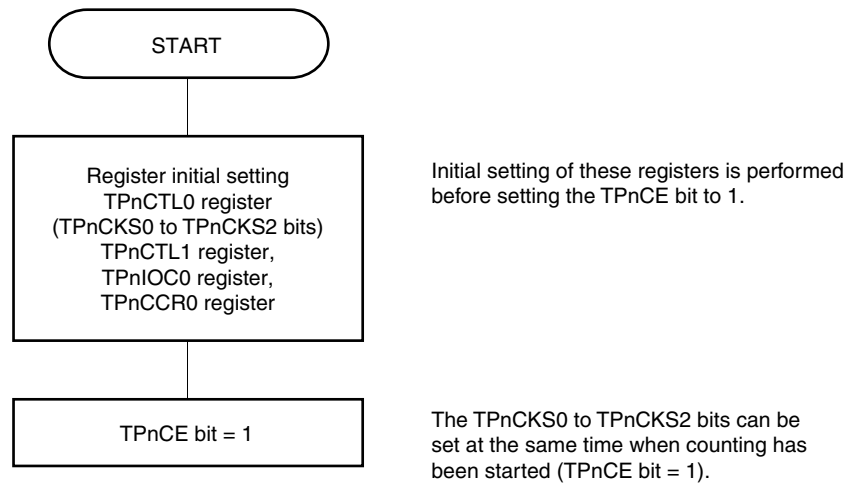 START
Register initial setting
TPnCTL0 register
(TPnCKS0 to TPnCKS2 bits)
TPnCTL1 register,
TPnIOC0 register,
TPnCCR0 register
Initial setting of these registers is performed
before setting the TPnCE bit to 1.
TPnCE bit = 1
The TPnCKS0 to TPnCKS2 bits can be
set at the same time when counting has
been started (TPnCE bit = 1).